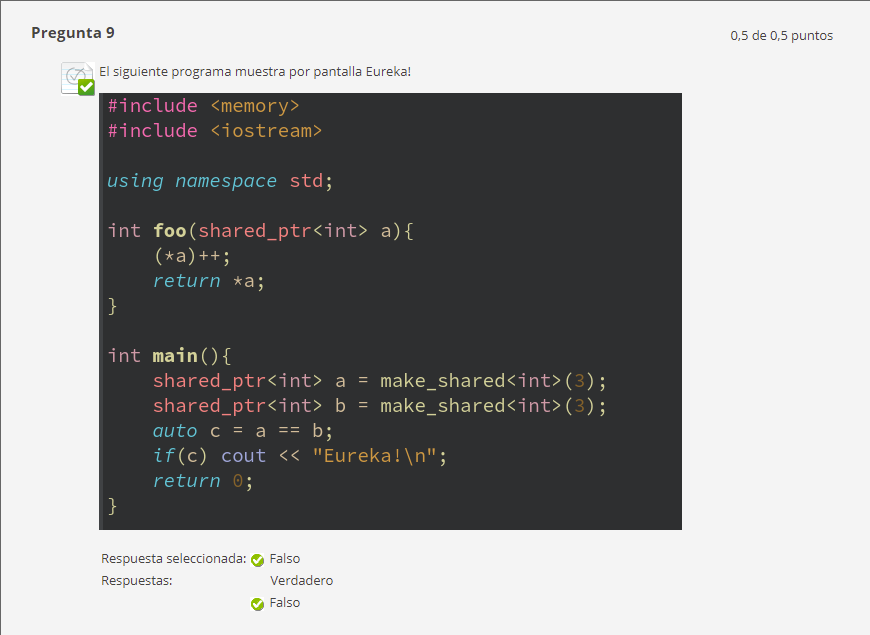 Pregunta 9
0,5 de 0,5 puntos
El siguiente programa muestra por pantalla Eureka!
#include <memory>
#include <iostream>

using namespace std;

int foo(shared_ptr<int> a){
    (*a)++;
    return *a;
}

int main(){
    shared_ptr<int> a = make_shared<int>(3);
    shared_ptr<int> b = make_shared<int>(3);
    auto c = a == b;
    if(c) cout << "Eureka!\n";
    return 0;
}
Respuesta seleccionada: Falso
Respuestas: Verdadero
Falso